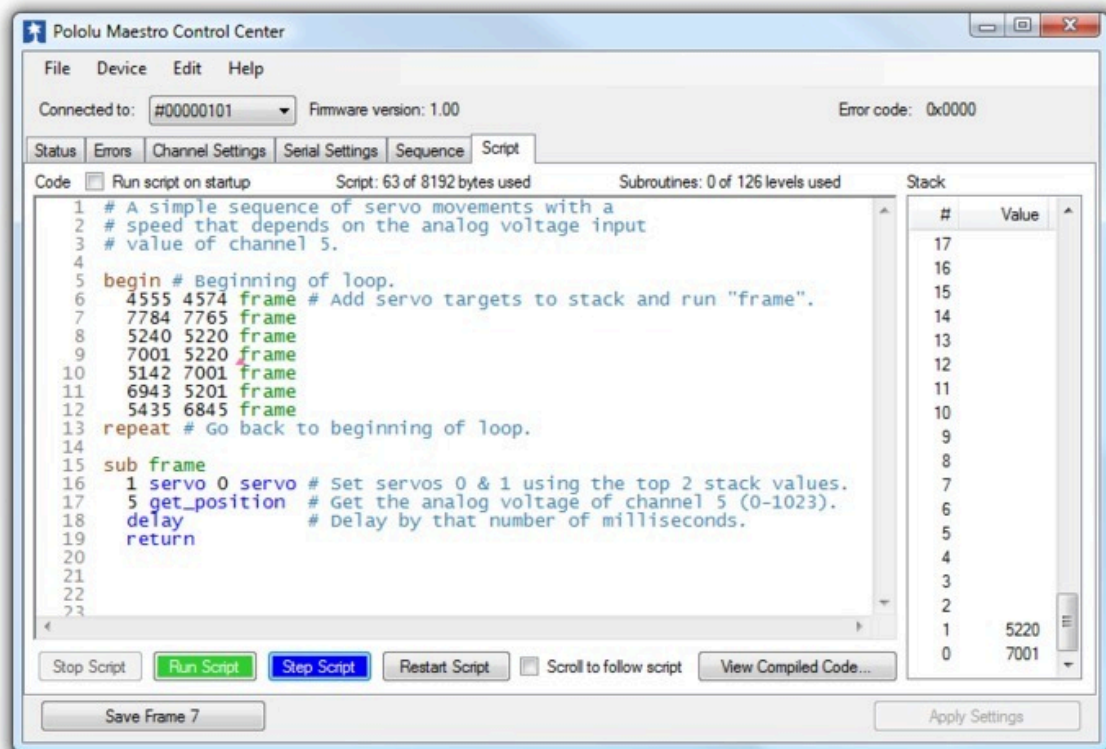 Pololu Maestro Control Center
File Device Edit Help
Connected to: #00000101 Firmware version: 1.00 Error code: 0x0000
Status Errors Channel Settings Serial Settings Sequence Script
Code Run script on startup Script: 63 of 8192 bytes used Subroutines: 0 of 126 levels used Stack
# Value
1 # A simple sequence of servo movements with a
2 # speed that depends on the analog voltage input
3 # value of channel 5.
4
5 begin # Beginning of loop.
6 4555 4574 frame # Add servo targets to stack and run "frame".
7 7784 7765 frame
8 5240 5220 frame
9 7001 5220 frame
10 5142 7001 frame
11 6943 5201 frame
12 5435 6845 frame
13 repeat # Go back to beginning of loop.
14
15 sub frame
16 1 servo 0 servo # Set servos 0 & 1 using the top 2 stack values.
17 5 get_position # Get the analog voltage of channel 5 (0-1023).
18 delay # Delay by that number of milliseconds.
19 return
20
21
22
23
17
16
15
14
13
12
11
10
9
8
7
6
5
4
3
2
1 5220
0 7001
Stop Script Run Script Step Script Restart Script Scroll to follow script View Compiled Code...
Save Frame 7 Apply Settings